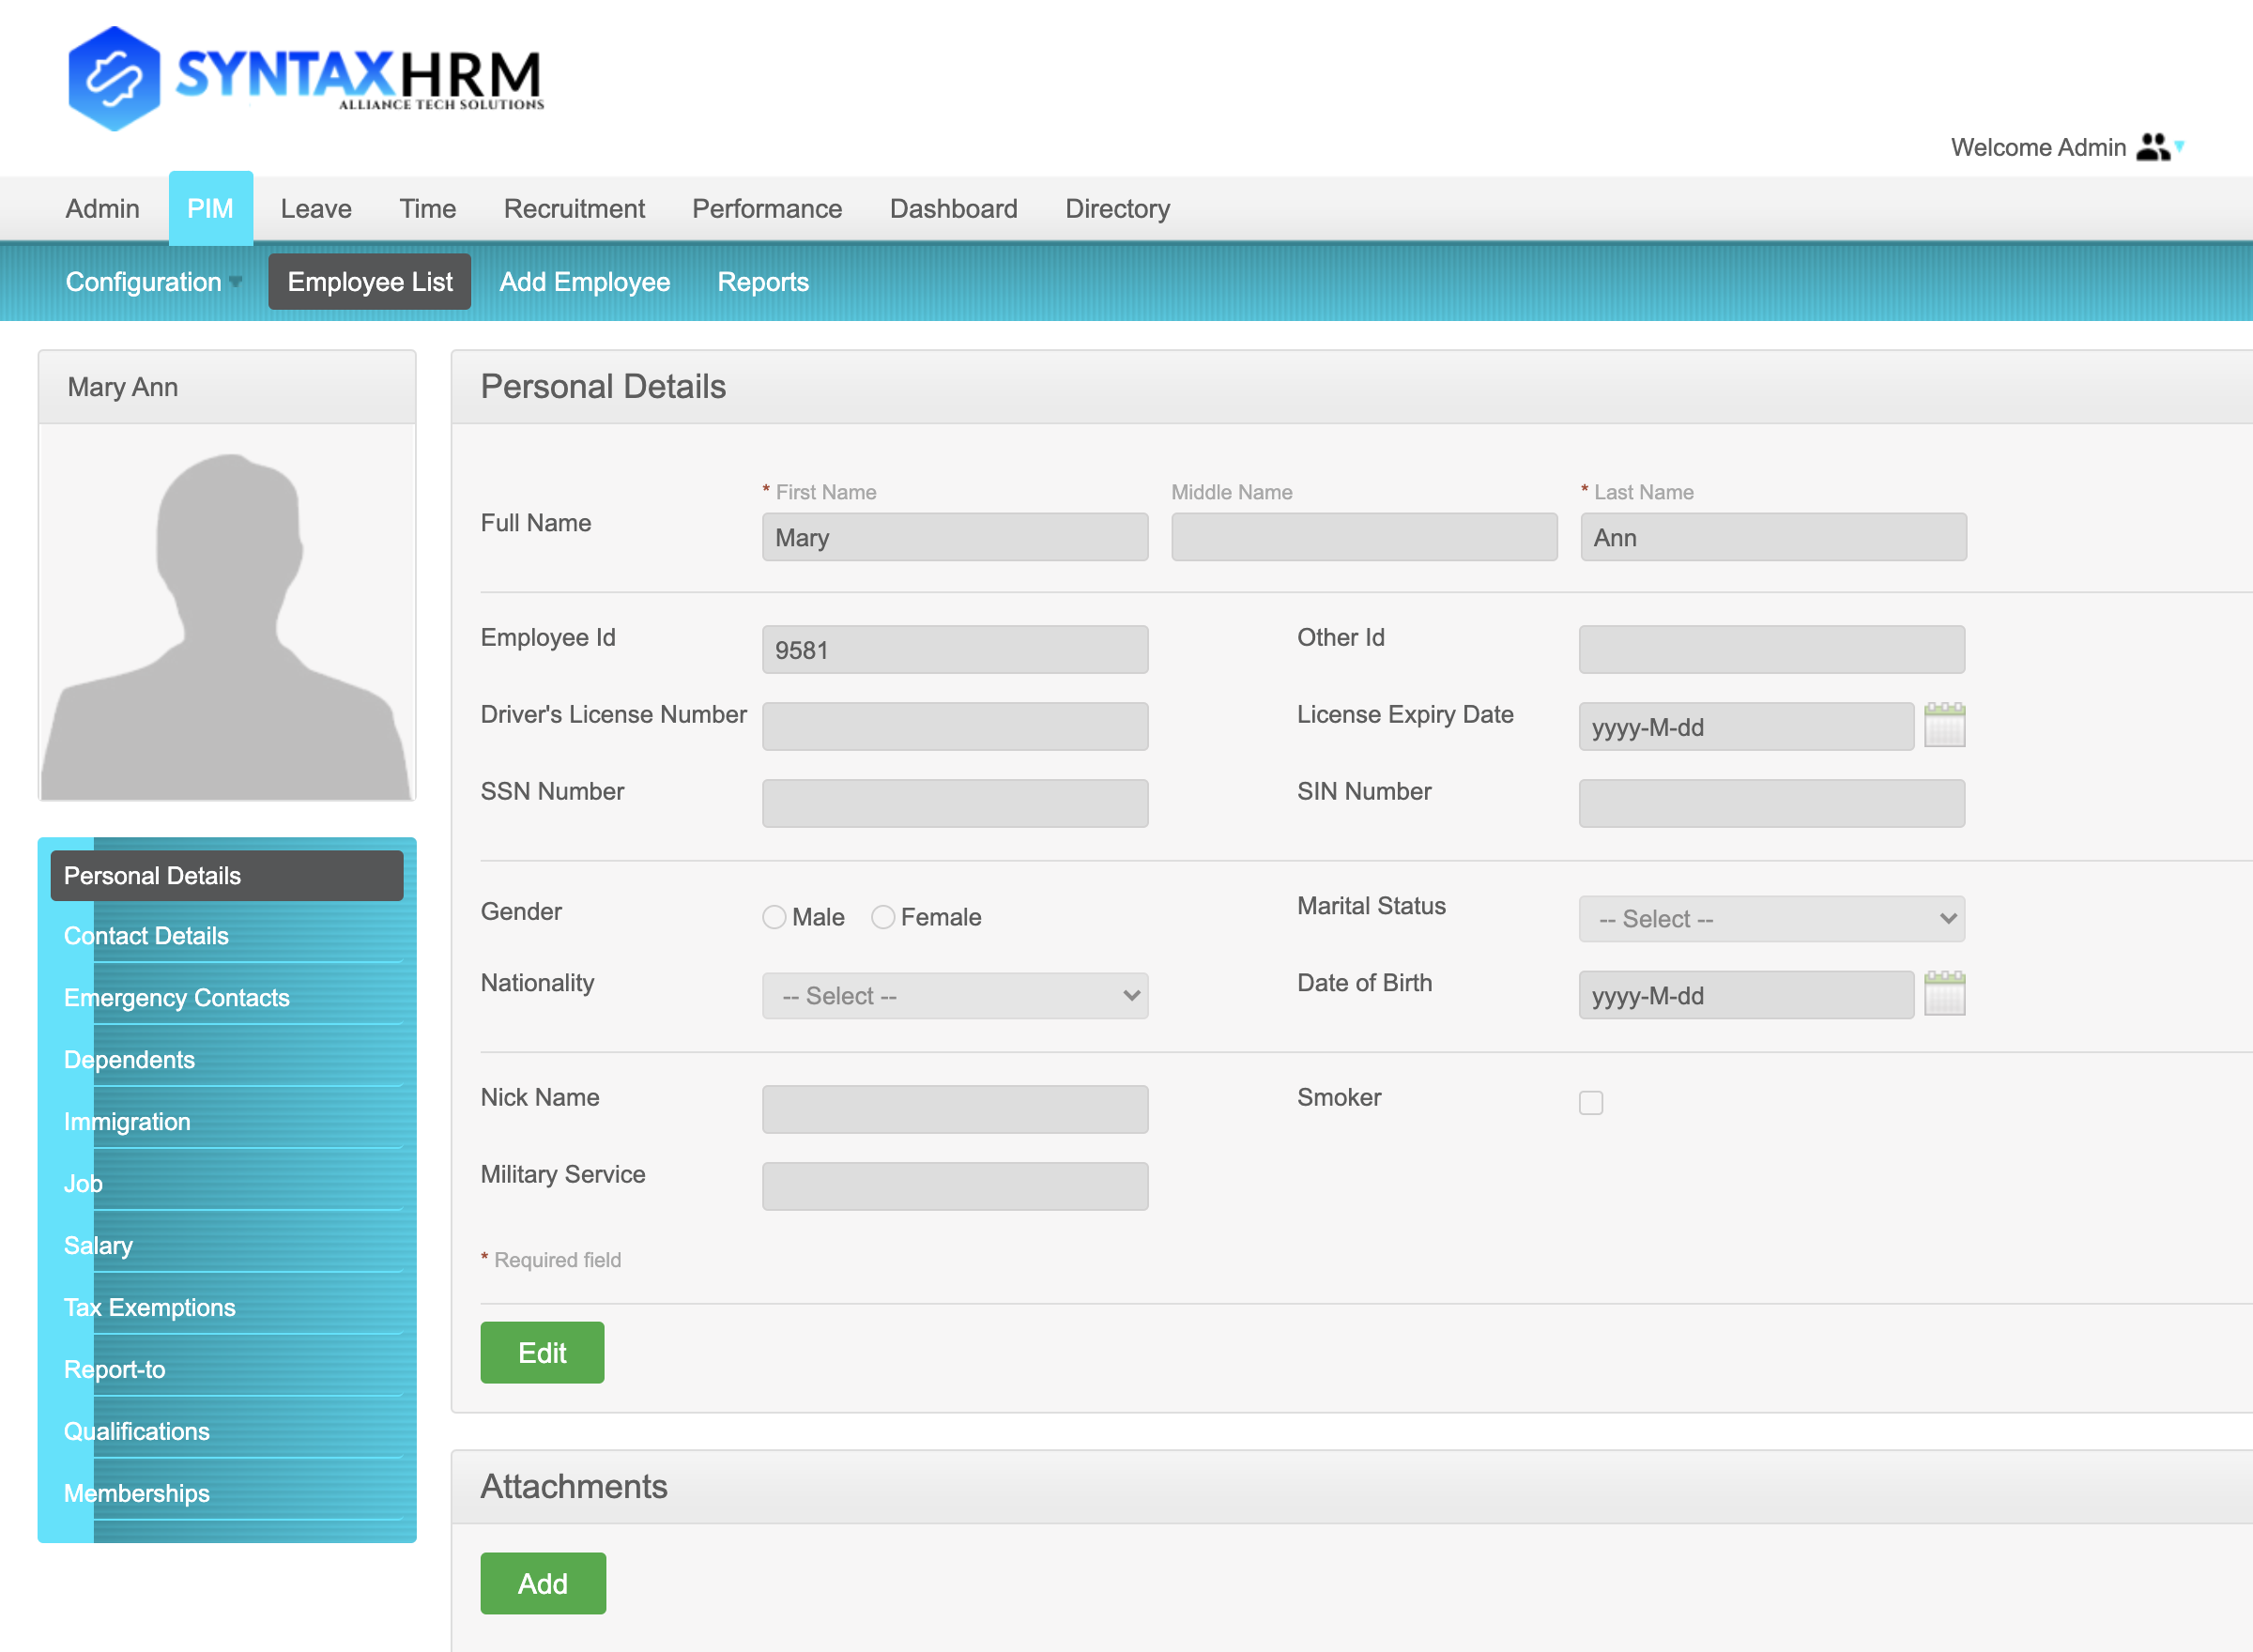 SYNTAXHRM
ALLIANCE TECH SOLUTIONS
Welcome Admin
Admin PIM Leave Time Recruitment Performance Dashboard Directory
Configuration Employee List Add Employee Reports
Mary Ann
Personal Details
Contact Details
Emergency Contacts
Dependents
Immigration
Job
Salary
Tax Exemptions
Report-to
Qualifications
Memberships
Personal Details
* First Name Middle Name * Last Name
Full Name Mary Ann
Employee Id 9581 Other Id
Driver's License Number License Expiry Date yyyy-M-dd
SSN Number SIN Number
Gender Male Female Marital Status -- Select --
Nationality -- Select -- Date of Birth yyyy-M-dd
Nick Name Smoker
Military Service
* Required field
Edit
Attachments
Add